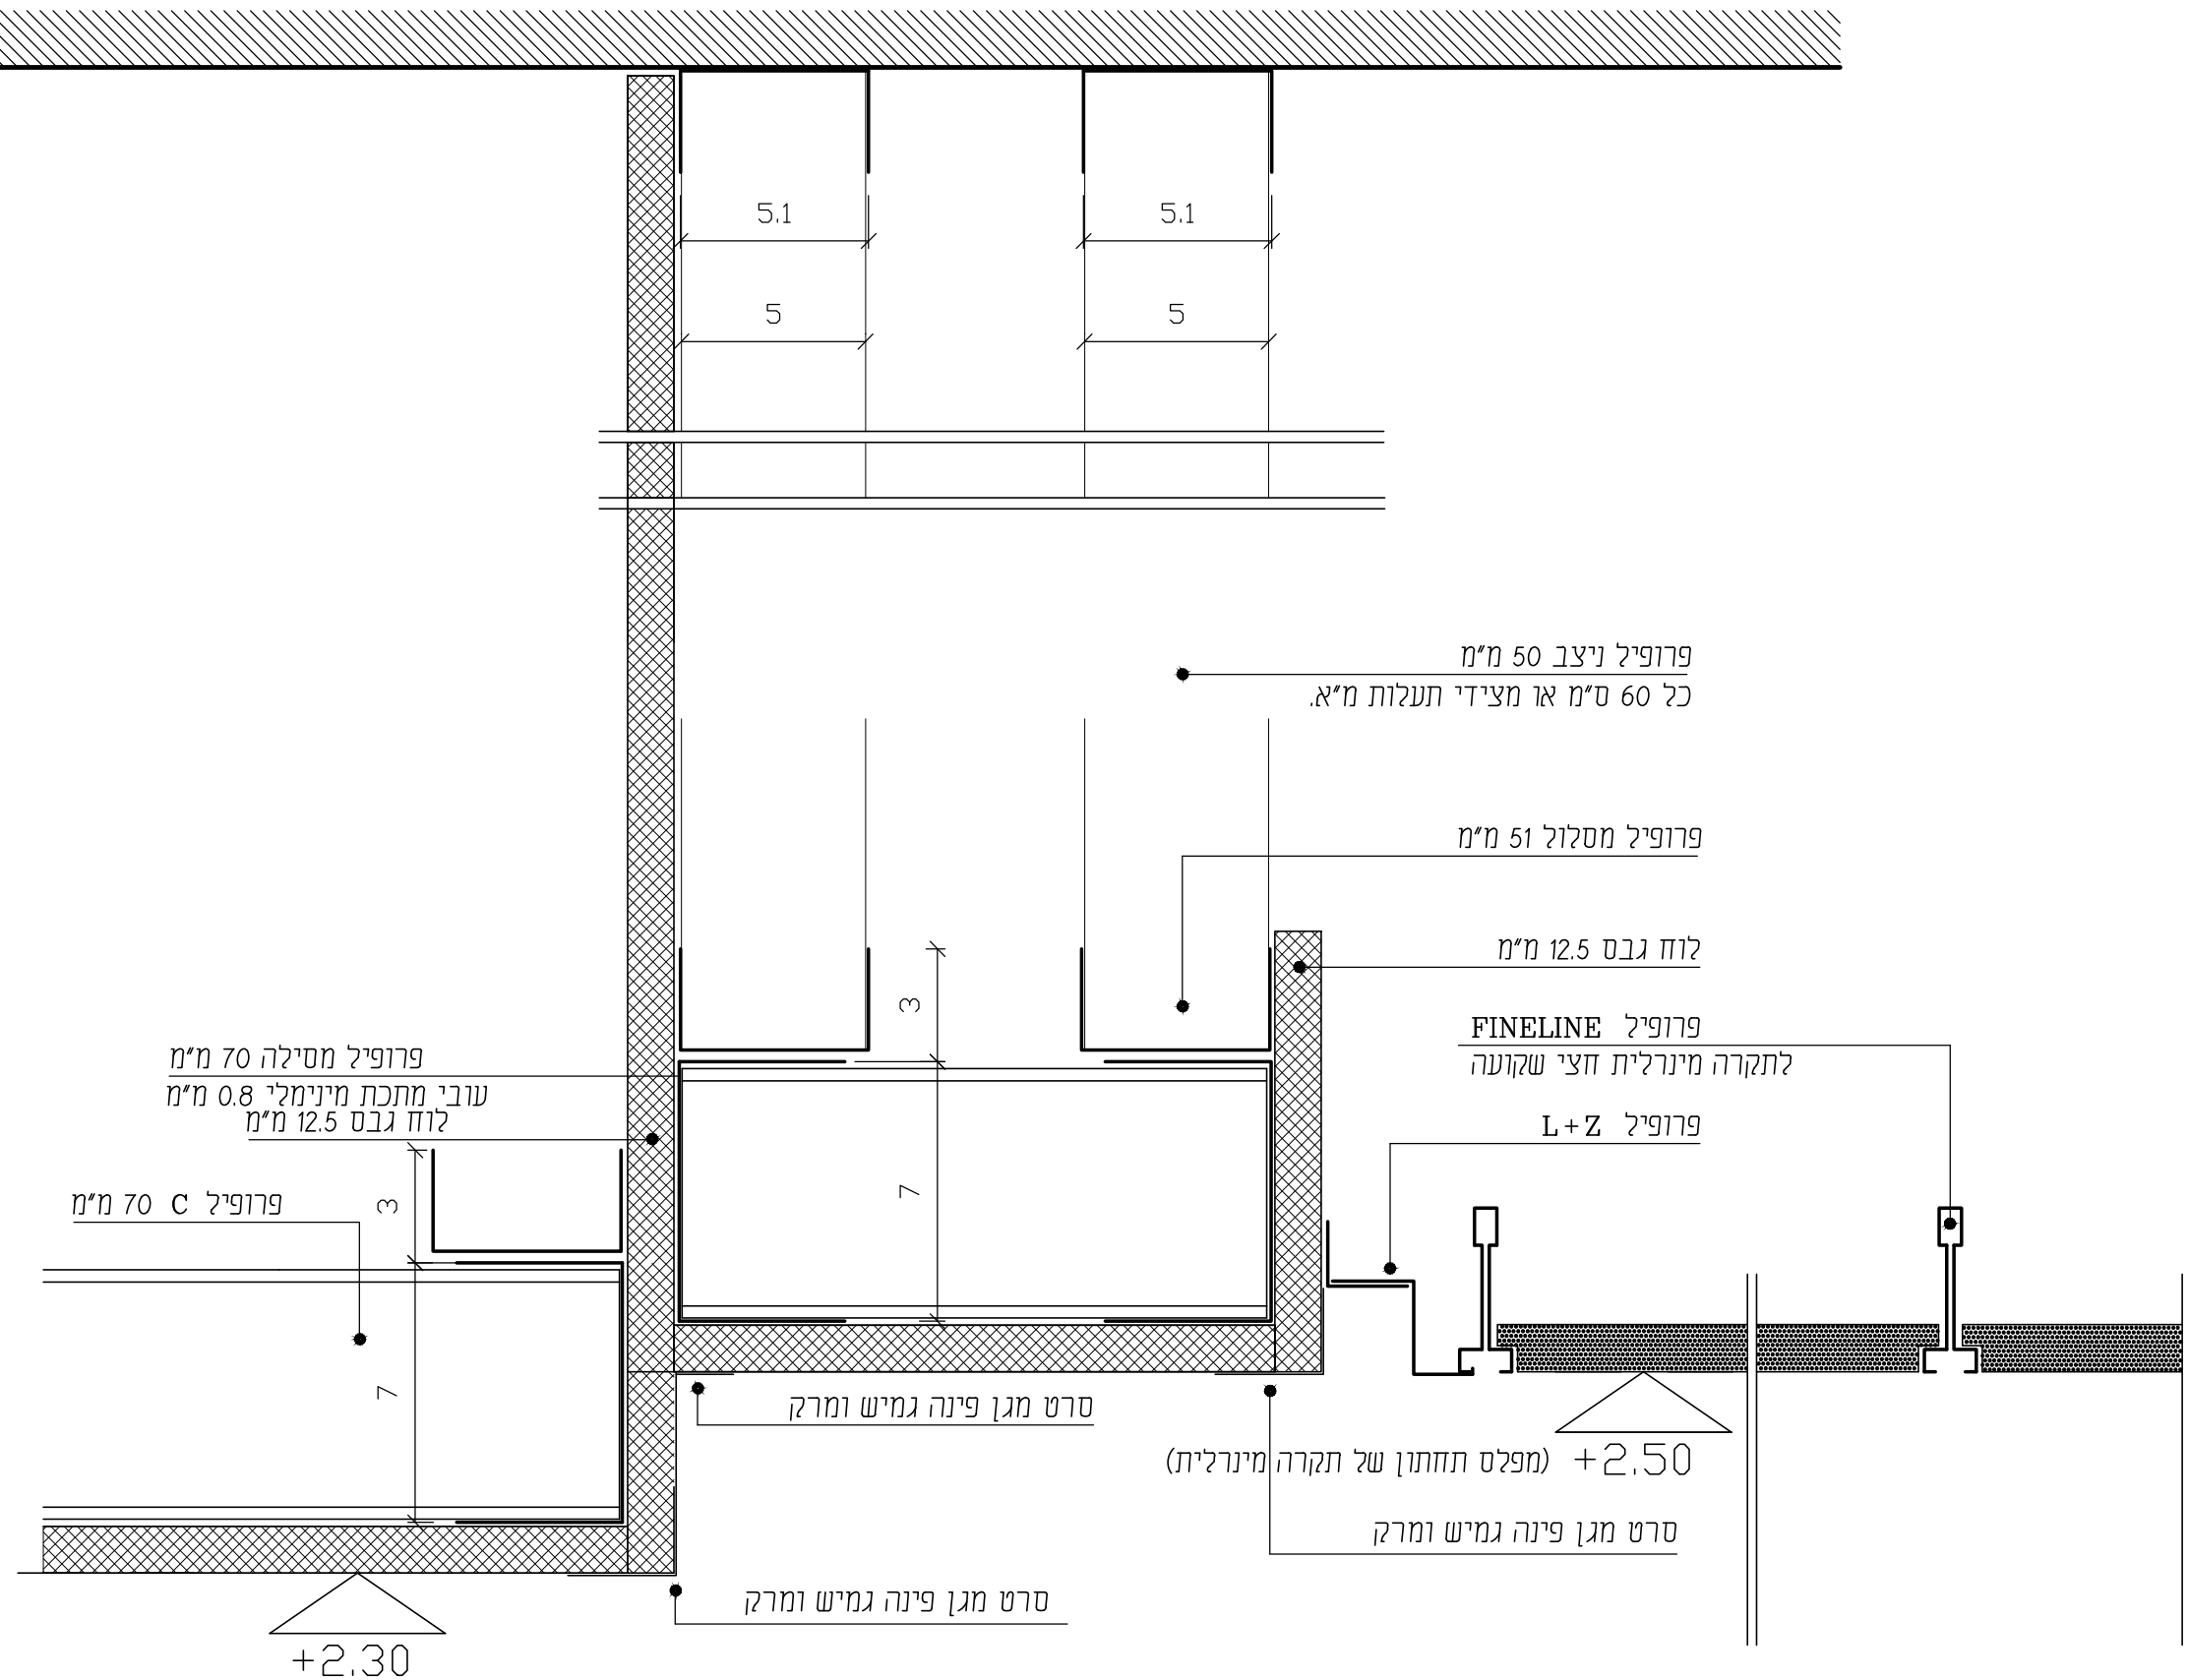 5.1
5.1
5
5
פרופיל ניצב 50 מ"מ
כל 60 ס"מ או מצידי תעלות מ"א.
פרופיל מסלול 51 מ"מ
לוח גבס 12.5 מ"מ
3
פרופיל FINELINE
לתקרה מינרלית חצי שקועה
פרופיל מסילה 70 מ"מ
עובי מתכת מינימלי 0.8 מ"מ
לוח גבס 12.5 מ"מ
פרופיל L+Z
פרופיל C 70 מ"מ
3
7
7
סרט מגן פינה גמיש ומרק
+2.50 (מפלס תחתון של תקרה מינרלית)
סרט מגן פינה גמיש ומרק
סרט מגן פינה גמיש ומרק
+2.30